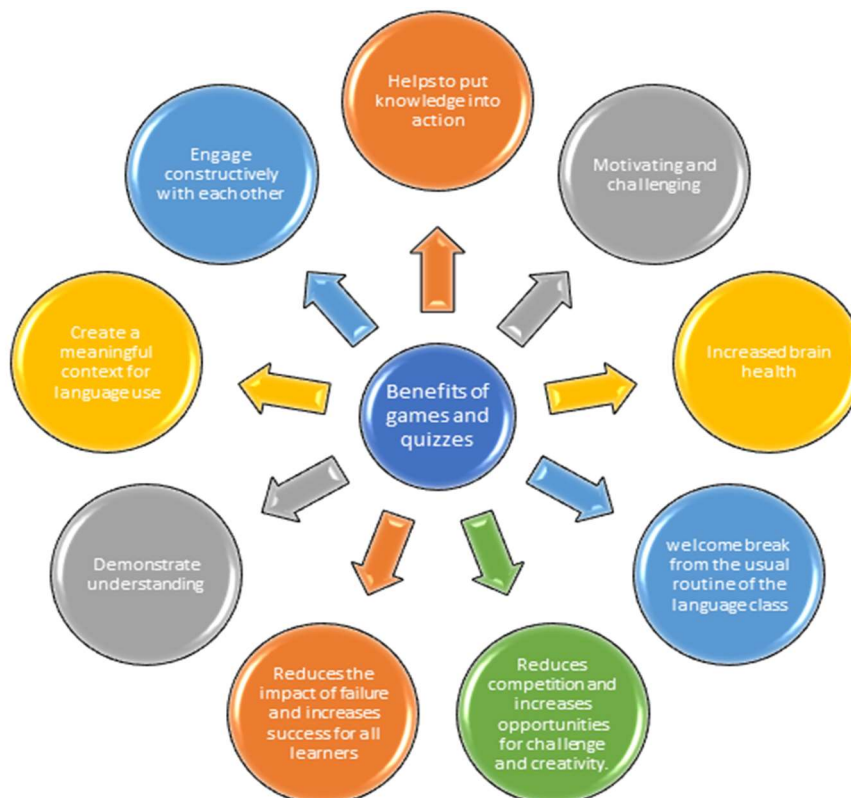 Helps to put
knowledge into
action
Motivating and
challenging
Increased brain
health
welcome break
from the usual
routine of the
language class
Reduces
competition and
increases
opportunities
for challenge
and creativity.
Reduces the
impact of failure
and increases
success for all
learners
Demonstrate
understanding
Create a
meaningful
context for
language use
Engage
constructively
with each other
Benefits of
games and
quizzes